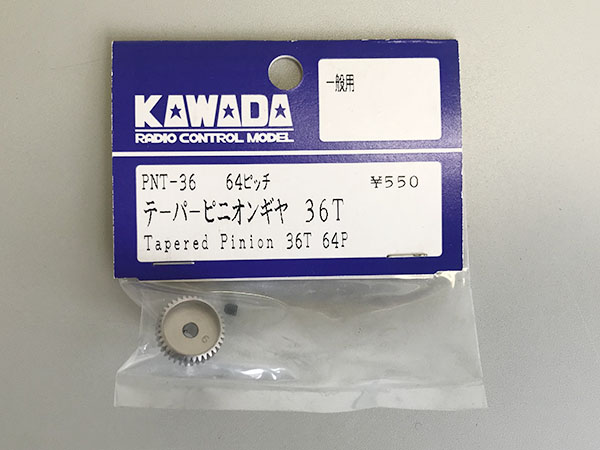 KAWADA
RADIO CONTROL MODEL
一般用
PNT-36 64ピッチ ¥550
テーパーピニオンギヤ 36T
Tapered Pinion 36T 64P